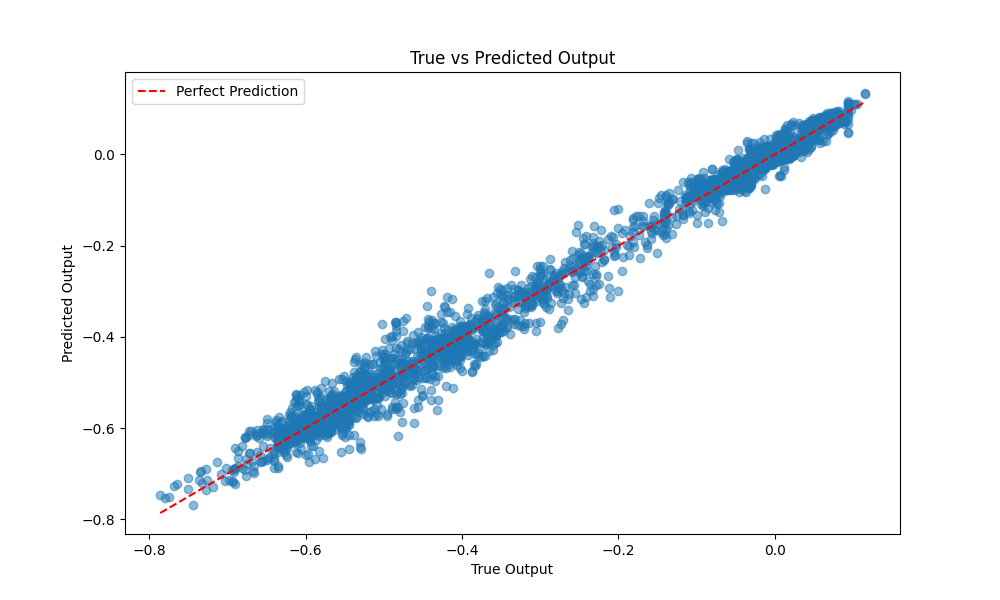 True vs Predicted Output
Perfect Prediction
Predicted Output
0.0
−0.2
−0.4
−0.6
−0.8
−0.8
−0.6
−0.4
−0.2
0.0
True Output